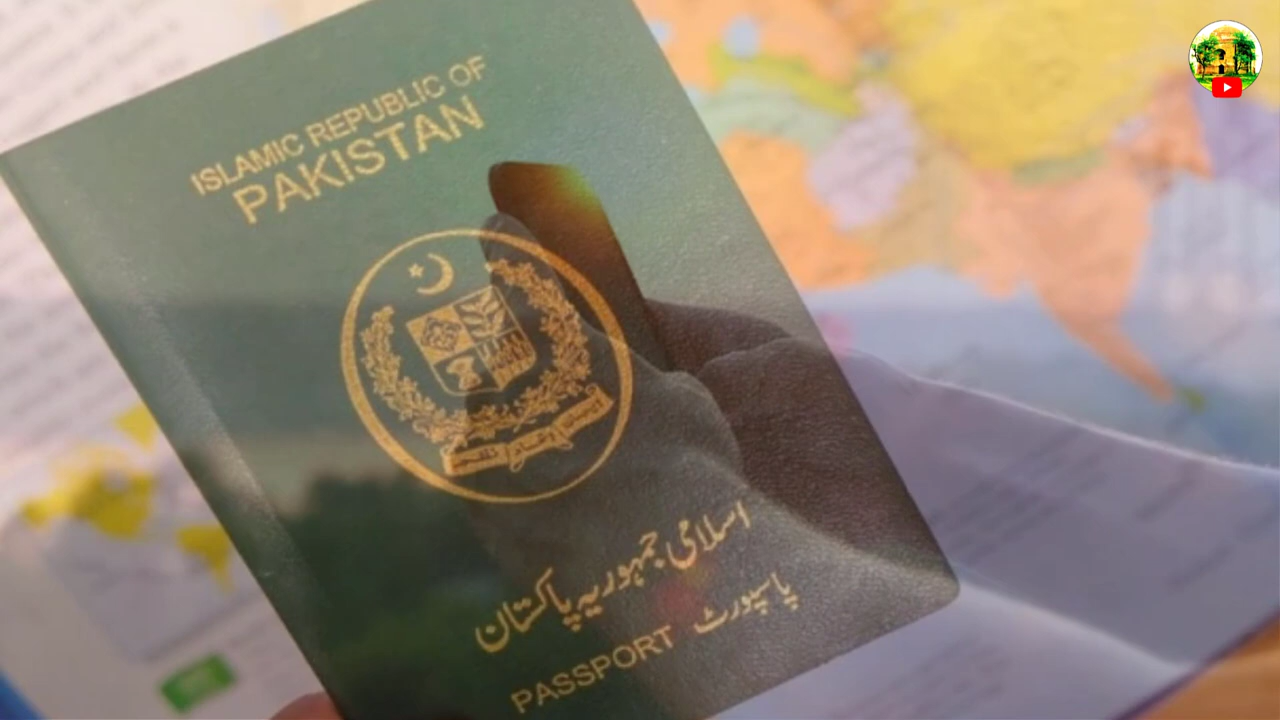 ISLAMIC REPUBLIC OF
PAKISTAN
اسلامی جمہوریہ پاکستان
پاسپورٹ
PASSPORT